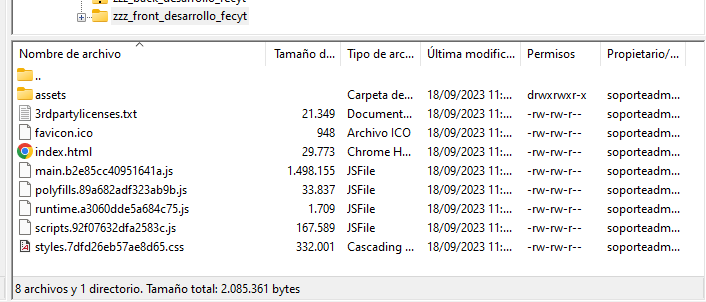 zzz_back_desarrollo_fecyt
zzz_front_desarrollo_fecyt
Nombre de archivo Tamaño d... Tipo de arc... Última modific... Permisos Propietario/...
..
assets Carpeta de... 18/09/2023 11:... drwxrwxr-x soporteadm...
3rdpartylicenses.txt 21.349 Document... 18/09/2023 11:... -rw-rw-r-- soporteadm...
favicon.ico 948 Archivo ICO 18/09/2023 11:... -rw-rw-r-- soporteadm...
index.html 29.773 Chrome H... 18/09/2023 11:... -rw-rw-r-- soporteadm...
main.b2e85cc40951641a.js 1.498.155 JSFile 18/09/2023 11:... -rw-rw-r-- soporteadm...
polyfills.89a682adf323ab9b.js 33.837 JSFile 18/09/2023 11:... -rw-rw-r-- soporteadm...
runtime.a3060dde5a684c75.js 1.709 JSFile 18/09/2023 11:... -rw-rw-r-- soporteadm...
scripts.92f07632dfa2583c.js 167.589 JSFile 18/09/2023 11:... -rw-rw-r-- soporteadm...
styles.7dfd26eb57ae8d65.css 332.001 Cascading ... 18/09/2023 11:... -rw-rw-r-- soporteadm...
8 archivos y 1 directorio. Tamaño total: 2.085.361 bytes